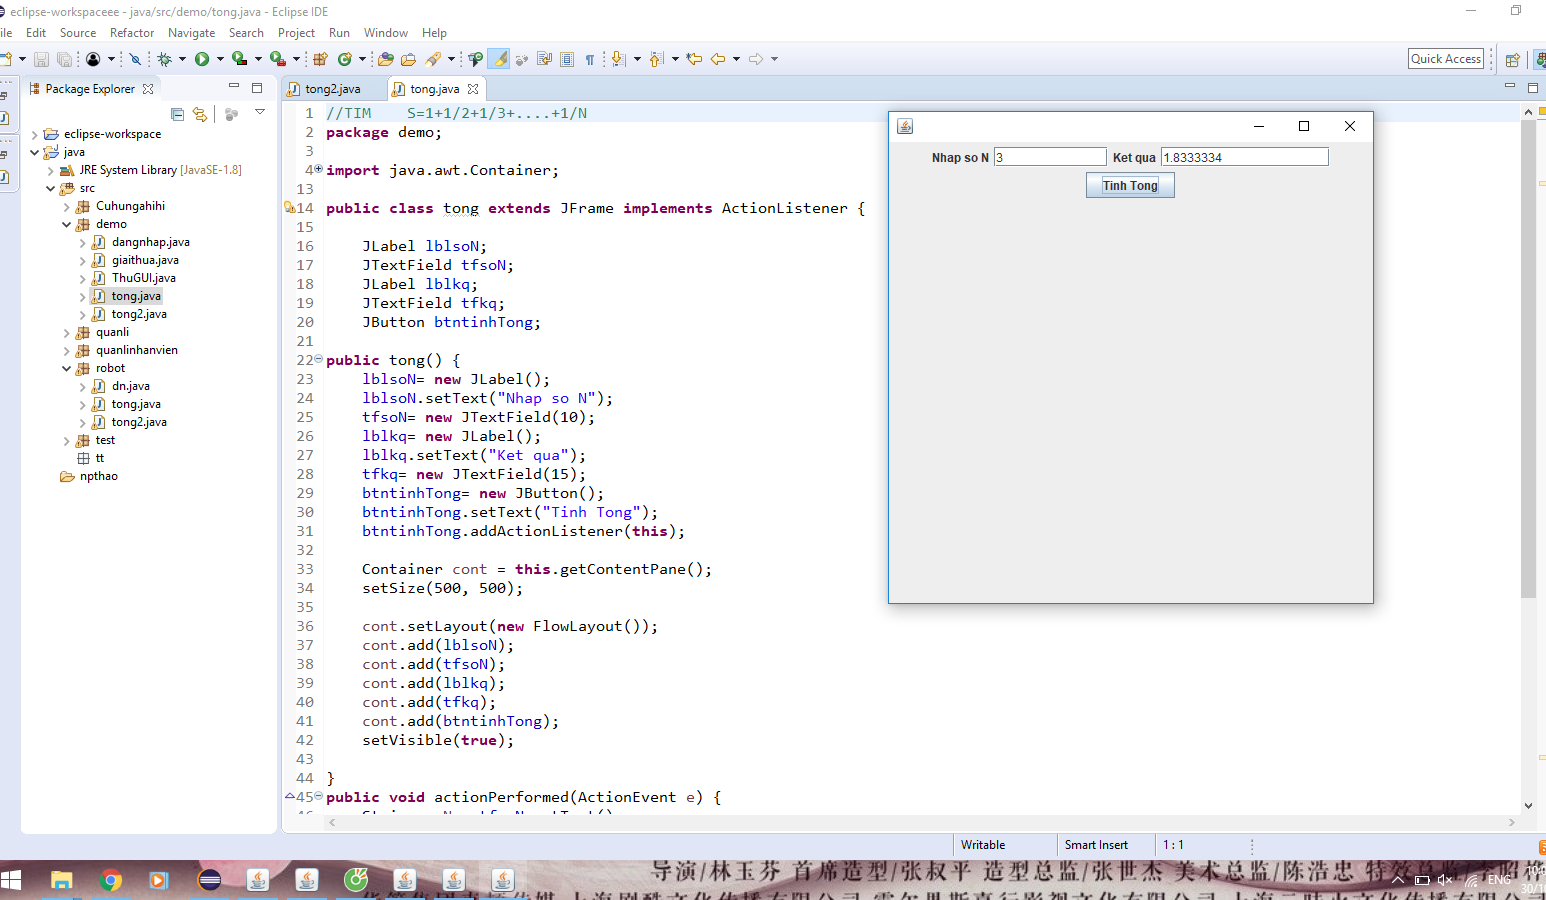 eclipse-workspaceee - java/src/demo/tong.java - Eclipse IDE
ile Edit Source Refactor Navigate Search Project Run Window Help
Quick Access
Package Explorer
eclipse-workspace
java
JRE System Library [JavaSE-1.8]
src
Cuhungahihi
demo
dangnhap.java
giaithua.java
ThuGUI.java
tong.java
tong2.java
quanli
quanlinhanvien
robot
dn.java
tong.java
tong2.java
test
tt
npthao
tong2.java tong.java
1 //TIM    S=1+1/2+1/3+....+1/N
2 package demo;
3
4 import java.awt.Container;
13
14 public class tong extends JFrame implements ActionListener {
15
16     JLabel lblsoN;
17     JTextField tfsoN;
18     JLabel lblkq;
19     JTextField tfkq;
20     JButton btntinhTong;
21
22 public tong() {
23     lblsoN= new JLabel();
24     lblsoN.setText("Nhap so N");
25     tfsoN= new JTextField(10);
26     lblkq= new JLabel();
27     lblkq.setText("Ket qua");
28     tfkq= new JTextField(15);
29     btntinhTong= new JButton();
30     btntinhTong.setText("Tinh Tong");
31     btntinhTong.addActionListener(this);
32
33     Container cont = this.getContentPane();
34     setSize(500, 500);
35
36     cont.setLayout(new FlowLayout());
37     cont.add(lblsoN);
38     cont.add(tfsoN);
39     cont.add(lblkq);
40     cont.add(tfkq);
41     cont.add(btntinhTong);
42     setVisible(true);
43
44 }
45 public void actionPerformed(ActionEvent e) {
Nhap so N 3 Ket qua 1.8333334
Tinh Tong
Writable Smart Insert 1 : 1
导演/林玉芬 首席造型/张叔平 造型总监/张世杰 美术总监/陈浩忠
ENG